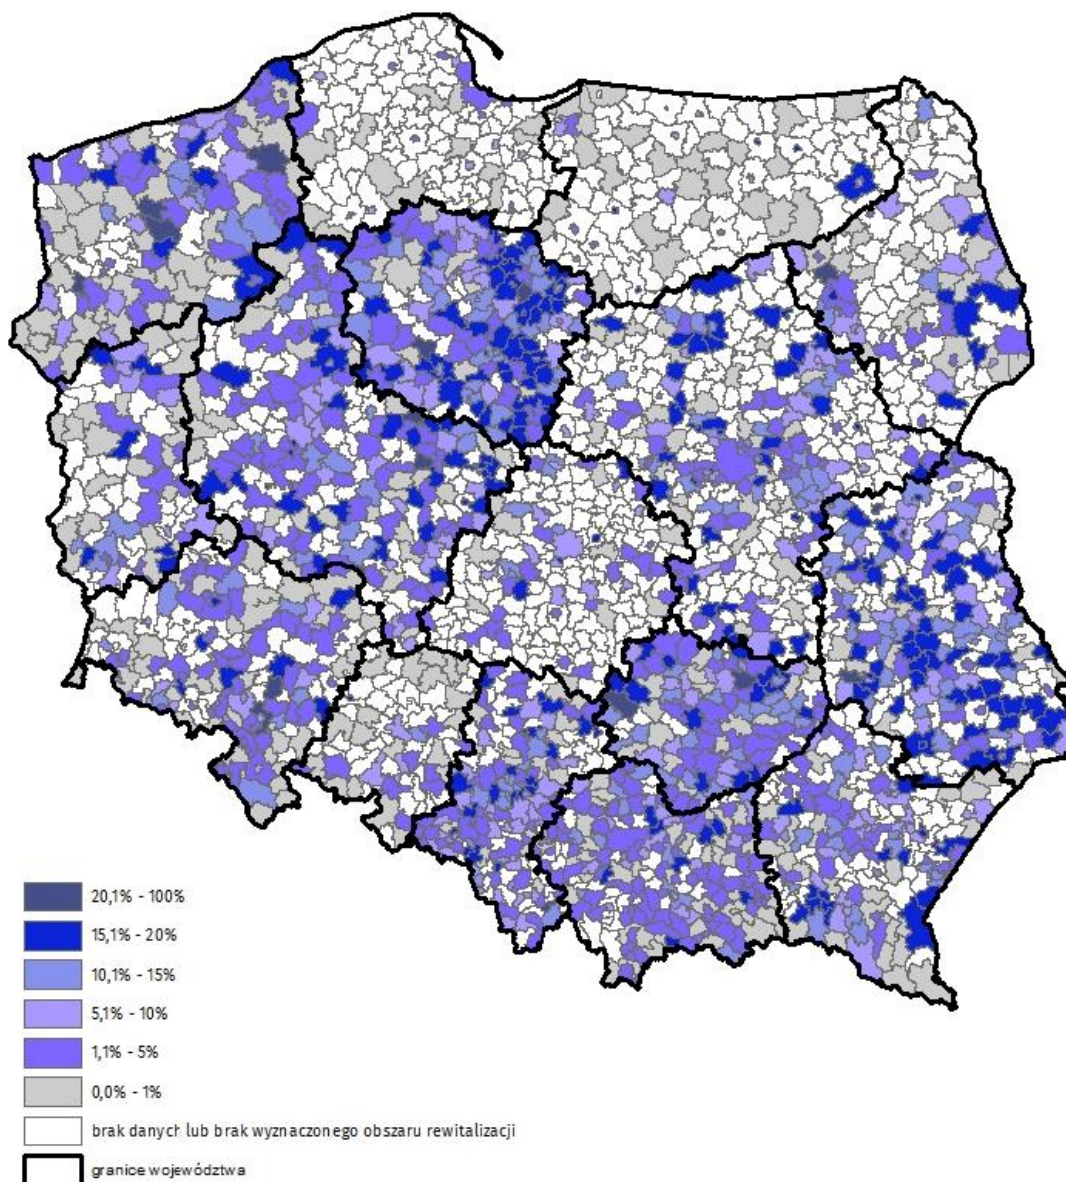 20,1% - 100%
15,1% - 20%
10,1% - 15%
5,1% - 10%
1,1% - 5%
0,0% - 1%
brak danych lub brak wyznaczonego obszaru rewitalizacji
granice województwa